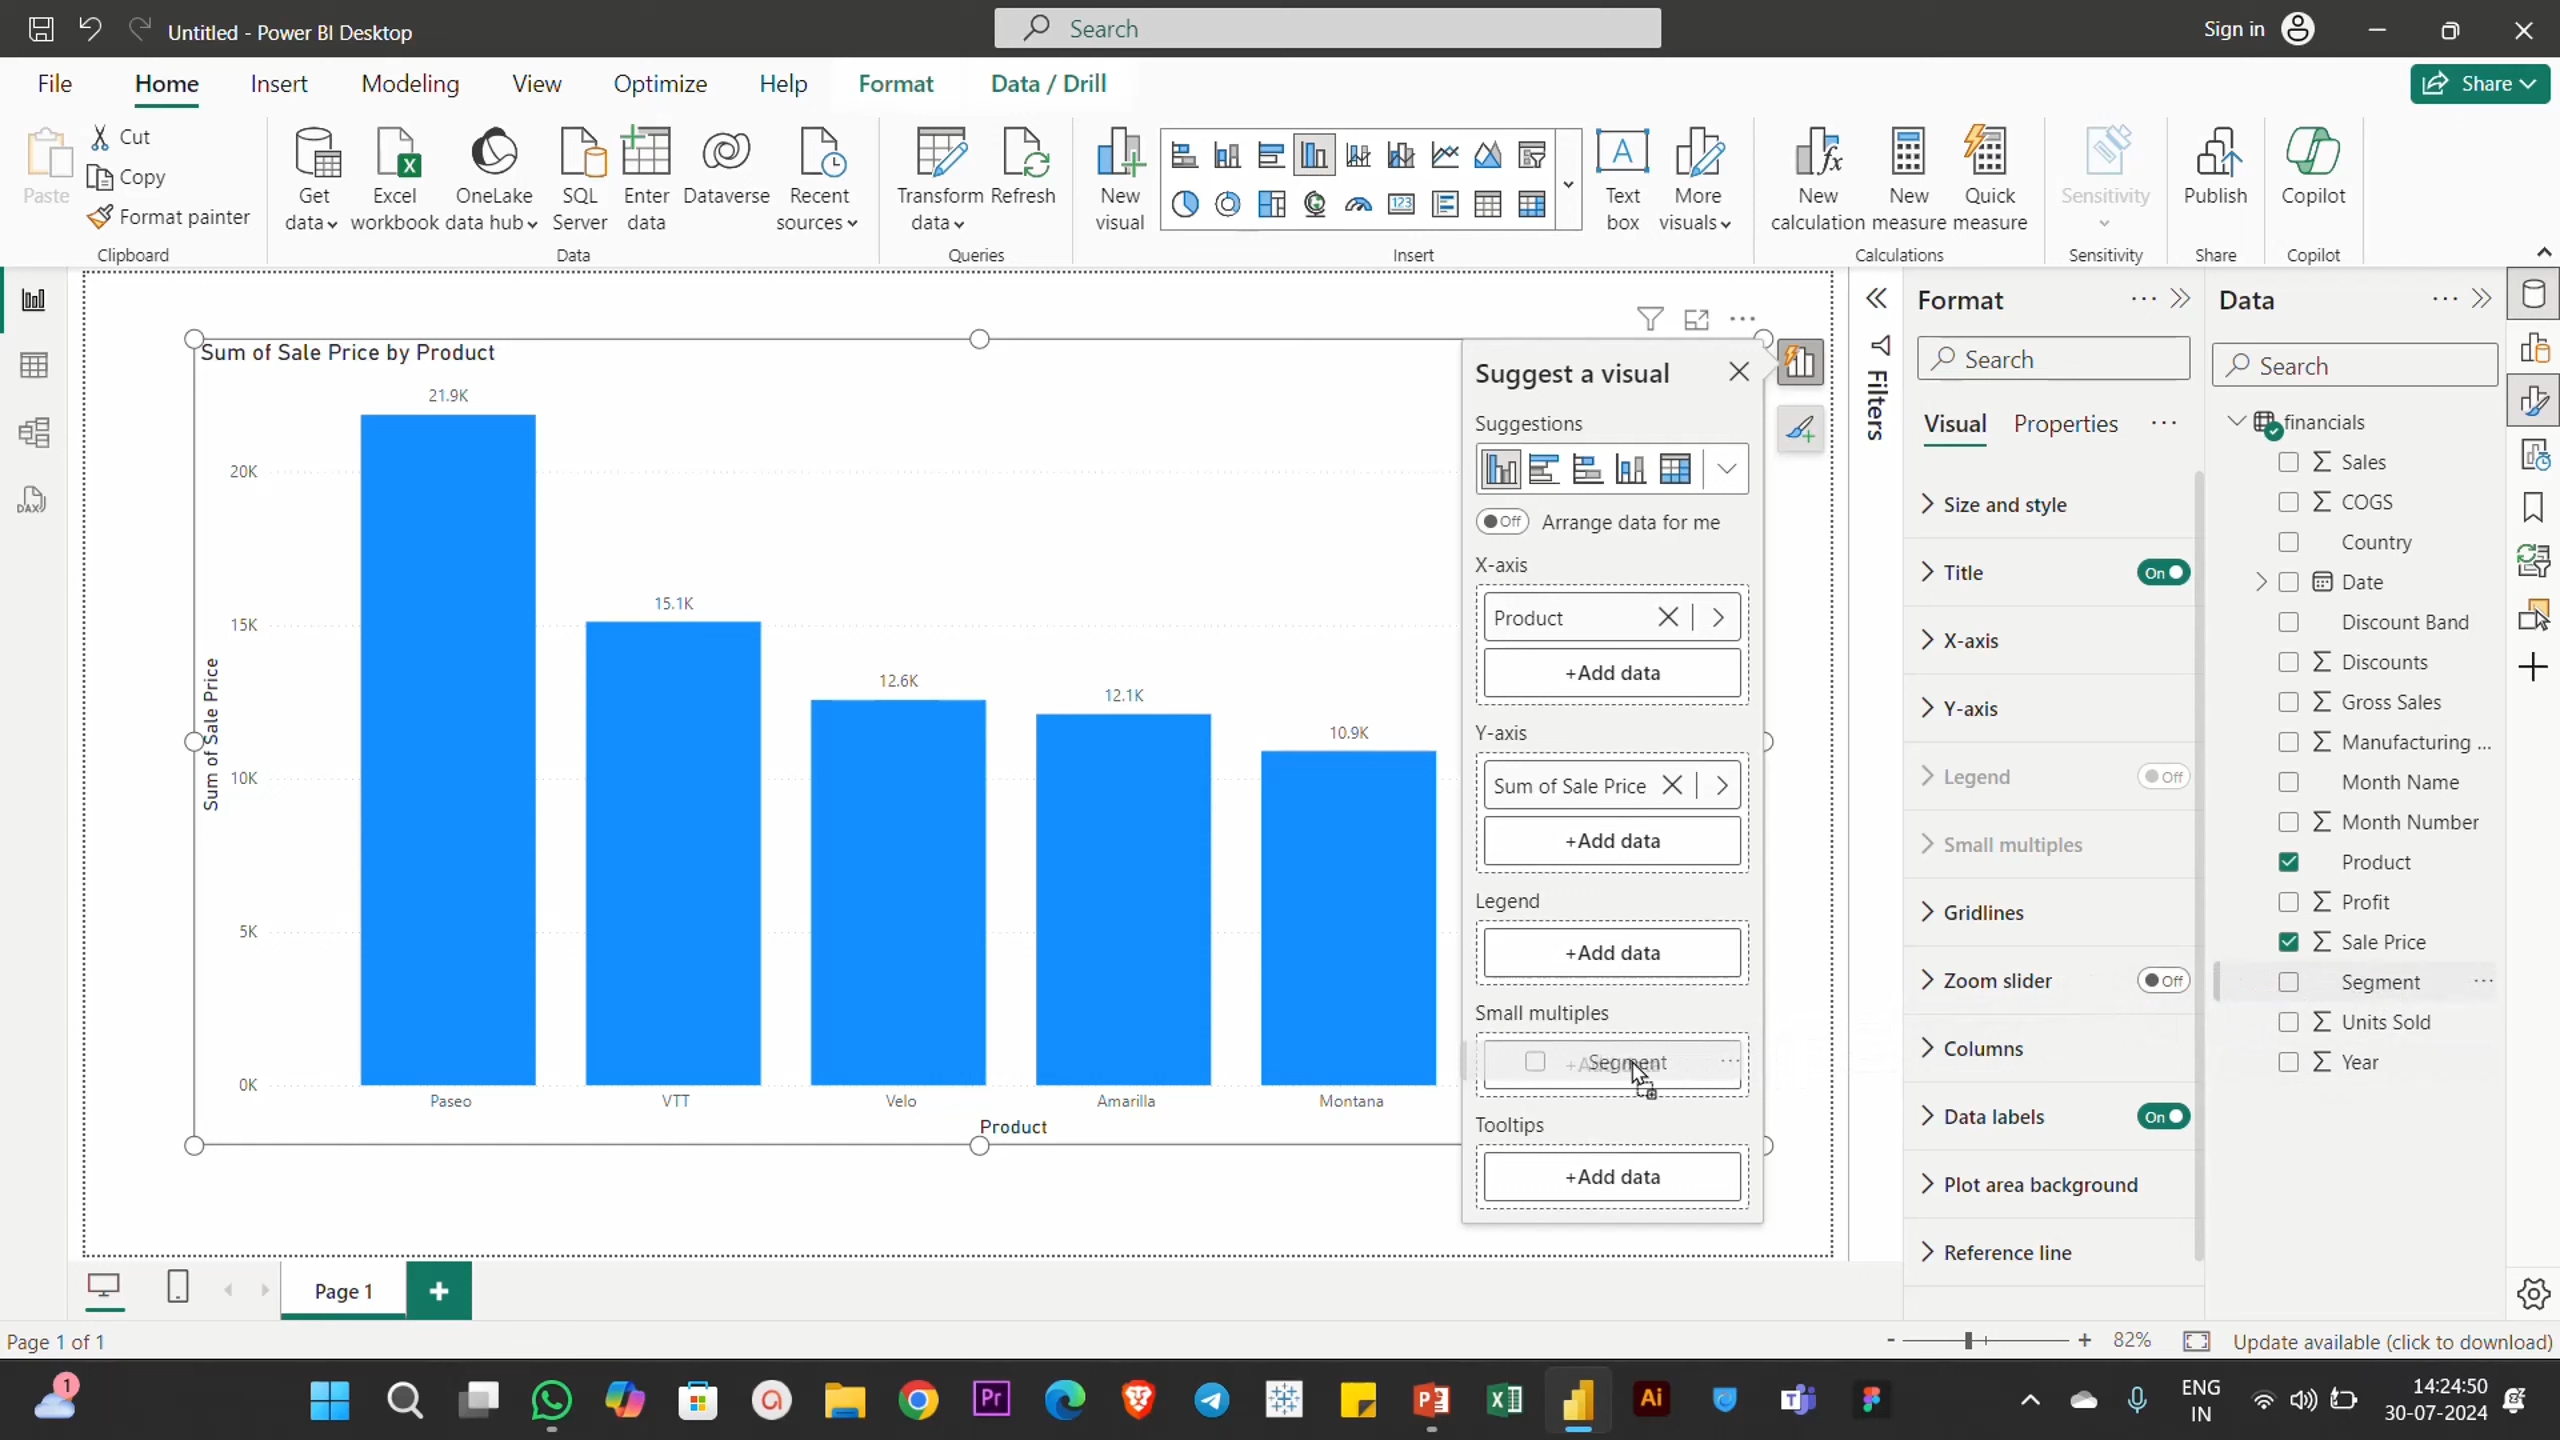 Untitled - Power BI Desktop
Search
Sign in
File
Home
Insert
Modeling
View
Optimize
Help
Format
Data / Drill
Share
Paste
Cut
Copy
Format painter
Clipboard
Get
data
Excel
workbook
OneLake
data hub
SQL
Server
Enter
data
Dataverse
Recent
sources
Data
Transform
data
Refresh
Queries
New
visual
123
A
Text
box
More
visuals
Insert
New
calculation
New
measure
Quick
measure
Calculations
Sensitivity
Sensitivity
Publish
Share
Copilot
Copilot
DAX
Sum of Sale Price by Product
21.9K
15.1K
12.6K
12.1K
10.9K
20K
15K
10K
5K
0K
Sum of Sale Price
Paseo
VTT
Velo
Amarilla
Montana
Product
Suggest a visual
Suggestions
Off
Arrange data for me
X-axis
Product
+Add data
Y-axis
Sum of Sale Price
+Add data
Legend
+Add data
Small multiples
Segment
Tooltips
+Add data
Filters
Format
Search
Visual
Properties
Size and style
Title
On
X-axis
Y-axis
Legend
Off
Small multiples
Gridlines
Zoom slider
Off
Columns
Data labels
On
Plot area background
Reference line
Data
Search
financials
Sales
COGS
Country
Date
Discount Band
Discounts
Gross Sales
Manufacturing ...
Month Name
Month Number
Product
Profit
Sale Price
Segment
Units Sold
Year
Page 1
Page 1 of 1
82%
Update available (click to download)
1
Pr
Ai
ENG
IN
14:24:50
30-07-2024